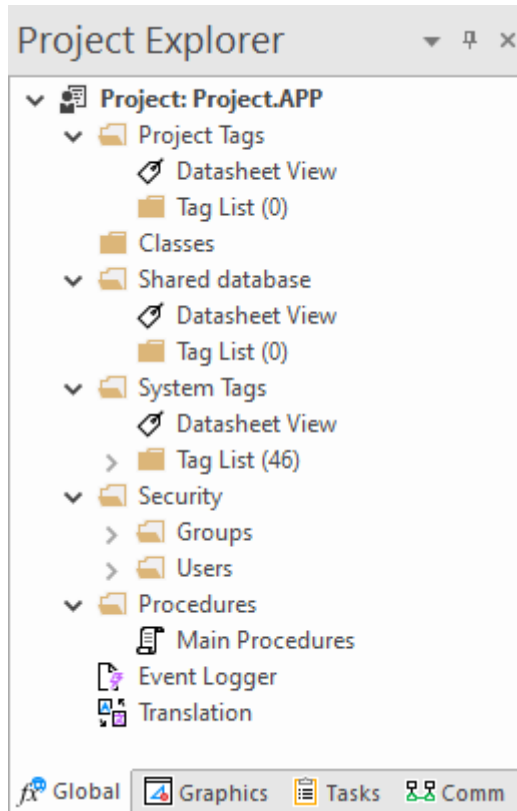 Project Explorer
Project: Project.APP
Project Tags
Datasheet View
Tag List (0)
Classes
Shared database
Datasheet View
Tag List (0)
System Tags
Datasheet View
Tag List (46)
Security
Groups
Users
Procedures
Main Procedures
Event Logger
Translation
fx Global Graphics Tasks Comm